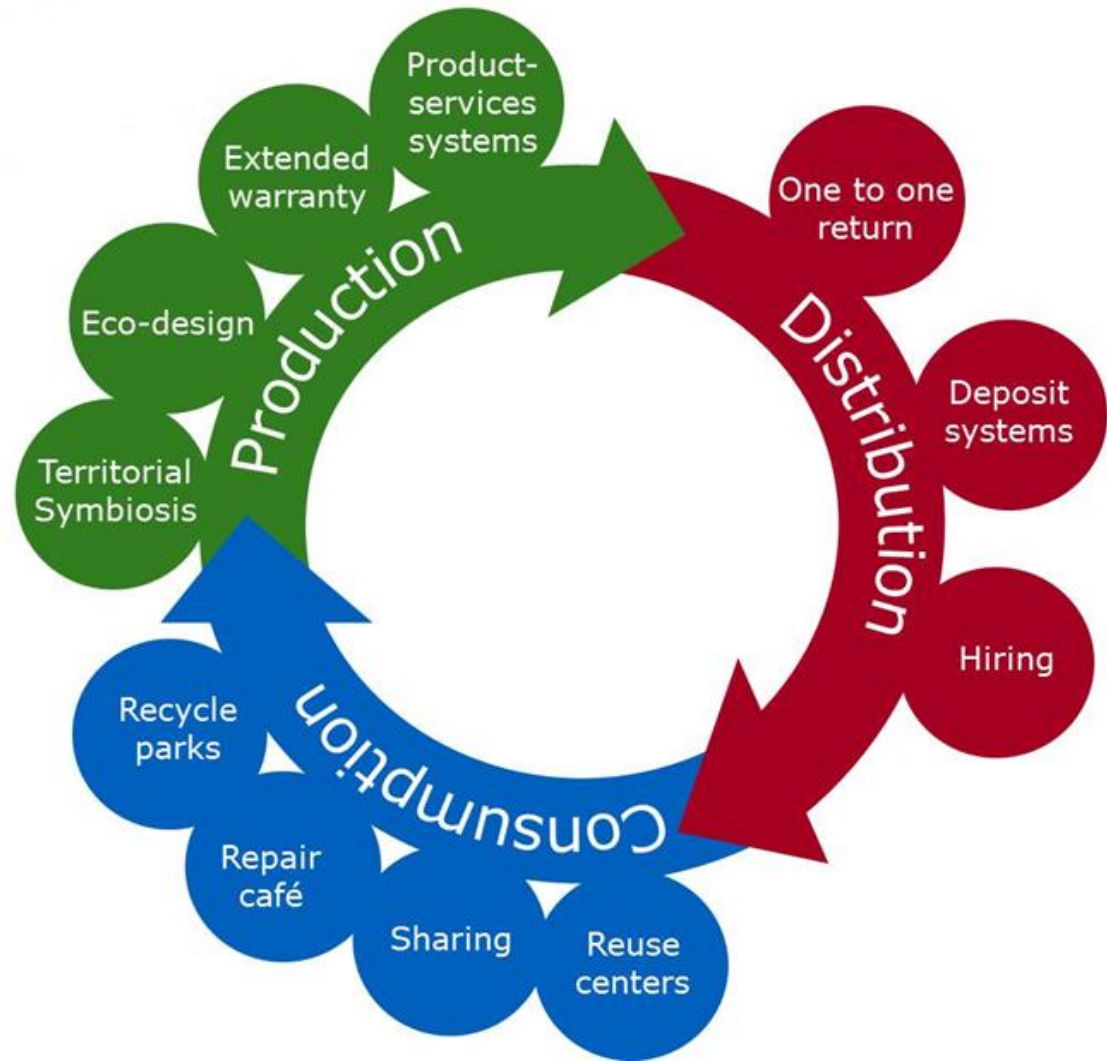 Product-
services
systems
Extended
warranty
Eco-design
Territorial
Symbiosis
Production
One to one
return
Deposit
systems
Hiring
Distribution
Reuse
centers
Sharing
Repair
café
Recycle
parks
Consumption